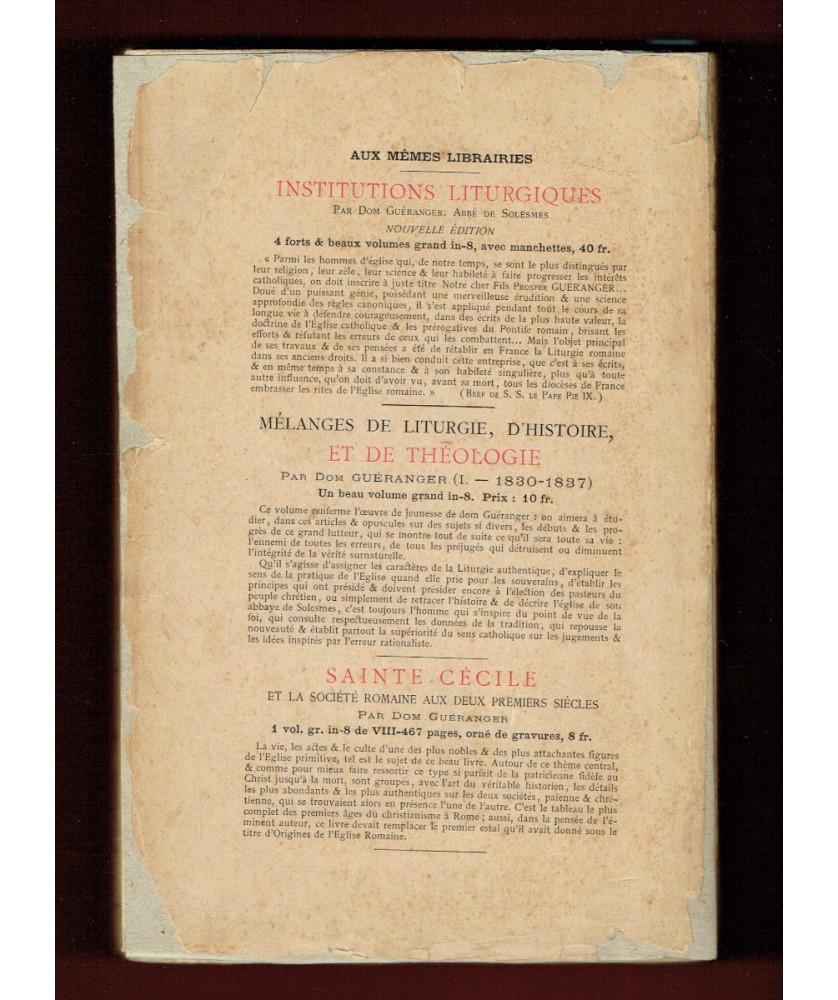 AUX MÊMES LIBRAIRIES
INSTITUTIONS LITURGIQUES
PAR DOM GUÉRANGER, ABBÉ DE SOLESMES
NOUVELLE ÉDITION
4 forts & beaux volumes grand in-8, avec manchettes, 40 fr.
« Parmi les hommes d'église qui, de notre temps, se sont le plus distingués par
leur religion, leur zèle, leur science & leur habileté à faire progresser les intérêts
catholiques, on doit inscrire à juste titre Notre cher Fils PROSPER GUERANGER...
Doué d'un puissant génie, possédant une merveilleuse érudition & une science
approfondie des règles canoniques, il s'est appliqué pendant tout le cours de sa
longue vie à défendre courageusement, dans des écrits de la plus haute valeur, la
doctrine de l'Eglise catholique & les prérogatives du Pontife romain, brisant les
efforts & réfutant les erreurs de ceux qui les combattent... Mais l'objet principal
de ses travaux & de ses pensées a été de rétablir en France la Liturgie romaine
dans ses anciens droits. Il a si bien conduit cette entreprise, que c'est à ses écrits,
& en même temps à sa constance & à son habileté singulière, plus qu'à toute
autre influence, qu'on doit d'avoir vu, avant sa mort, tous les diocèses de France
embrasser les rites de l'Eglise romaine. » (BREF DE S. S. LE PAPE PIE IX.)
MÉLANGES DE LITURGIE, D'HISTOIRE,
ET DE THÉOLOGIE
PAR DOM GUÉRANGER (I. — 1830-1837)
Un beau volume grand in-8. Prix : 10 fr.
Ce volume renferme l'œuvre de jeunesse de dom Guéranger : on aimera à étu-
dier, dans ces articles & opuscules sur des sujets si divers, les débuts & les pro-
grès de ce grand lutteur, qui se montre tout de suite ce qu'il sera toute sa vie :
l'ennemi de toutes les erreurs, de tous les préjugés qui détruisent ou diminuent
l'intégrité de la vérité surnaturelle.
Qu'il s'agisse d'assigner les caractères de la Liturgie authentique, d'expliquer le
sens de la pratique de l'Eglise quand elle prie pour les souverains, d'établir les
principes qui ont présidé & doivent présider encore à l'élection des pasteurs du
peuple chrétien, ou simplement de retracer l'histoire & de décrire l'église de son
abbaye de Solesmes, c'est toujours l'homme qui s'inspire du point de vue de la
foi, qui consulte respectueusement les données de la tradition, qui repousse la
nouveauté & établit partout la supériorité du sens catholique sur les jugements &
les idées inspirés par l'erreur rationaliste.
SAINTE CÉCILE
ET LA SOCIÉTÉ ROMAINE AUX DEUX PREMIERS SIÈCLES
PAR DOM GUÉRANGER
1 vol. gr. in-8 de VIII-467 pages, orné de gravures, 8 fr.
La vie, les actes & le culte d'une des plus nobles & des plus attachantes figures
de l'Eglise primitive, tel est le sujet de ce beau livre. Autour de ce thème central,
& comme pour mieux faire ressortir ce type si parfait de la patricienne fidèle au
Christ jusqu'à la mort, sont groupés, avec l'art du véritable historien, les détails
les plus abondants & les plus authentiques sur les deux sociétés, païenne & chré-
tienne, qui se trouvaient alors en présence l'une de l'autre. C'est le tableau le plus
complet des premiers âges du christianisme à Rome ; aussi, dans la pensée de l'é-
minent auteur, ce livre devait remplacer le premier essai qu'il avait donné sous le
titre d'Origines de l'Eglise Romaine.